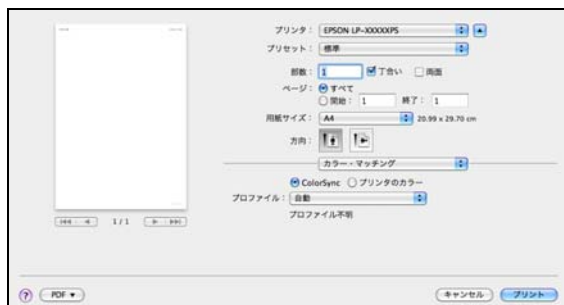 プリンタ： EPSON LP-XXXXXPS
プリセット： 標準
部数： 1 丁合い 両面
ページ： すべて
開始： 1 終了： 1
用紙サイズ： A4 20.99 x 29.70 cm
方向：
カラー・マッチング
ColorSync プリンタのカラー
プロファイル： 自動
プロファイル不明
1 / 1
? PDF ▼ キャンセル プリント